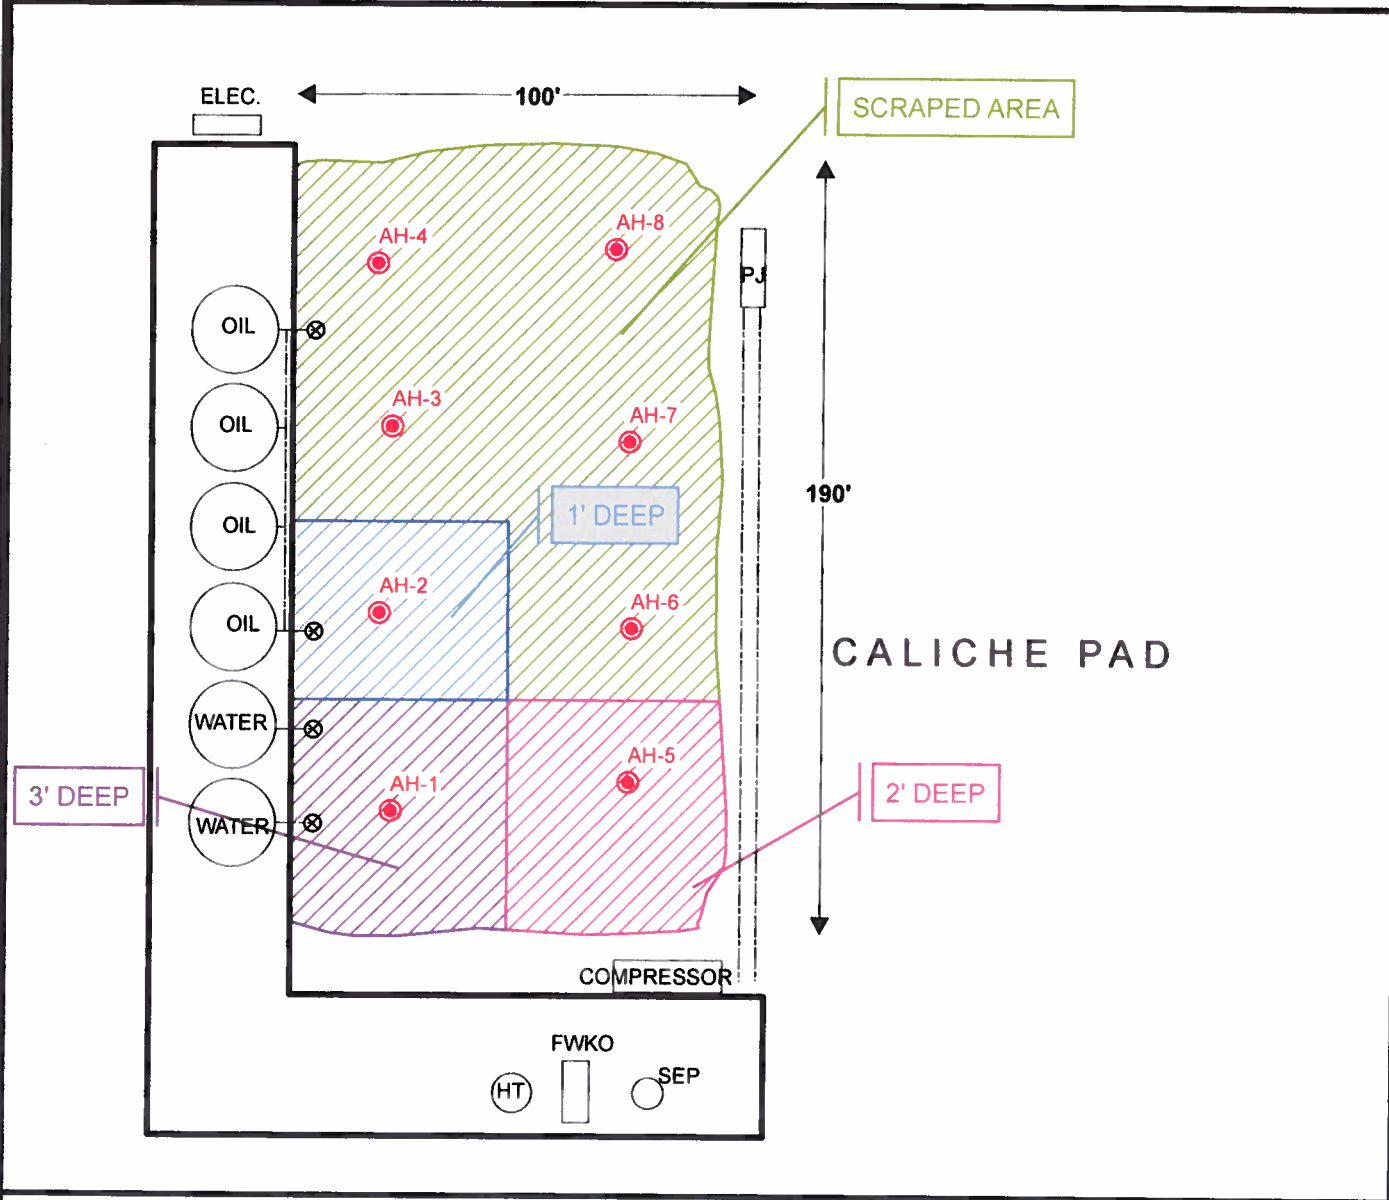 ELEC.
100'
SCRAPED AREA
AH-4
AH-8
PJ
OIL
AH-3
AH-7
OIL
190'
1' DEEP
OIL
AH-2
AH-6
OIL
CALICHE PAD
WATER
AH-5
3' DEEP
AH-1
2' DEEP
WATER
COMPRESSOR
FWKO
HT
SEP